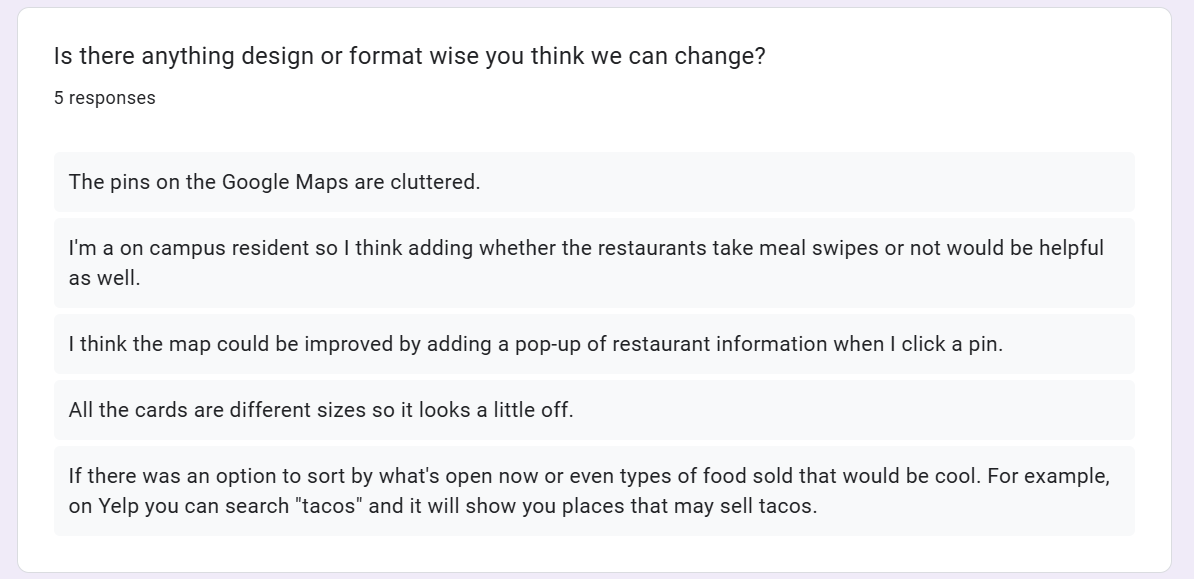 Is there anything design or format wise you think we can change?
5 responses
The pins on the Google Maps are cluttered.
I'm a on campus resident so I think adding whether the restaurants take meal swipes or not would be helpful
as well.
I think the map could be improved by adding a pop-up of restaurant information when I click a pin.
All the cards are different sizes so it looks a little off.
If there was an option to sort by what's open now or even types of food sold that would be cool. For example,
on Yelp you can search "tacos" and it will show you places that may sell tacos.